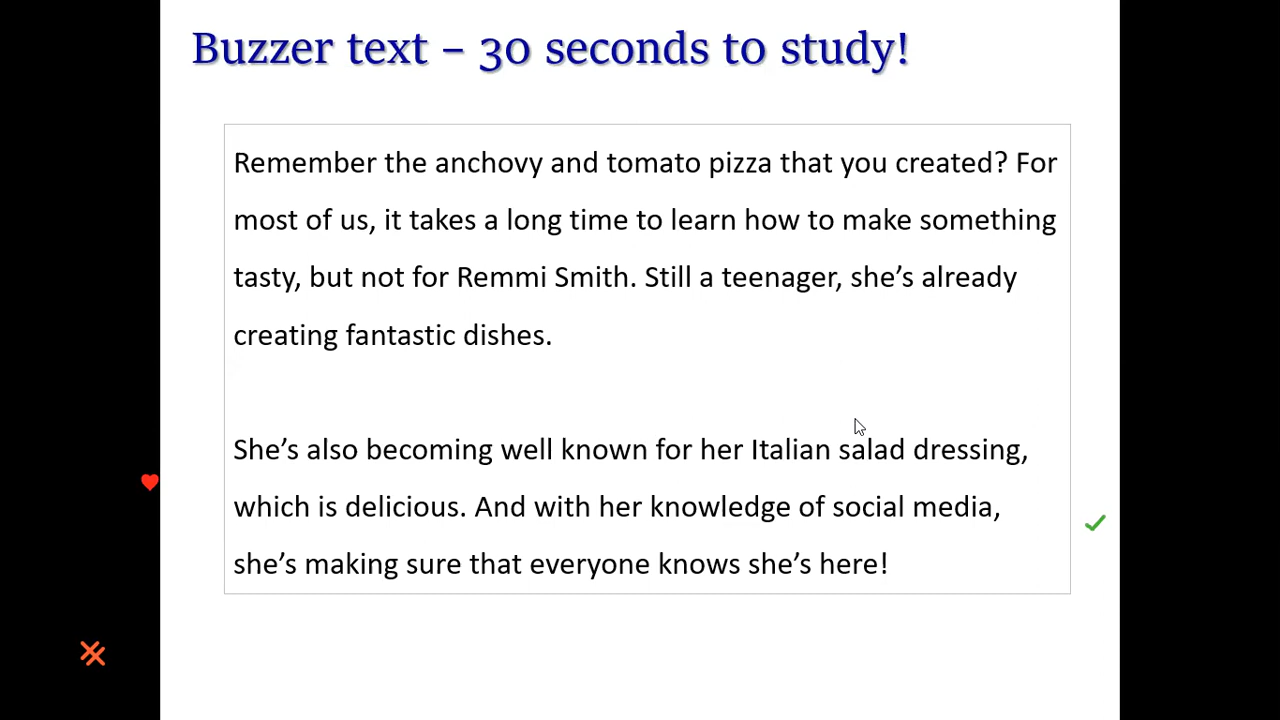 Buzzer text – 30 seconds to study!
Remember the anchovy and tomato pizza that you created? For
most of us, it takes a long time to learn how to make something
tasty, but not for Remmi Smith. Still a teenager, she’s already
creating fantastic dishes.
She’s also becoming well known for her Italian salad dressing,
which is delicious. And with her knowledge of social media,
she’s making sure that everyone knows she’s here!